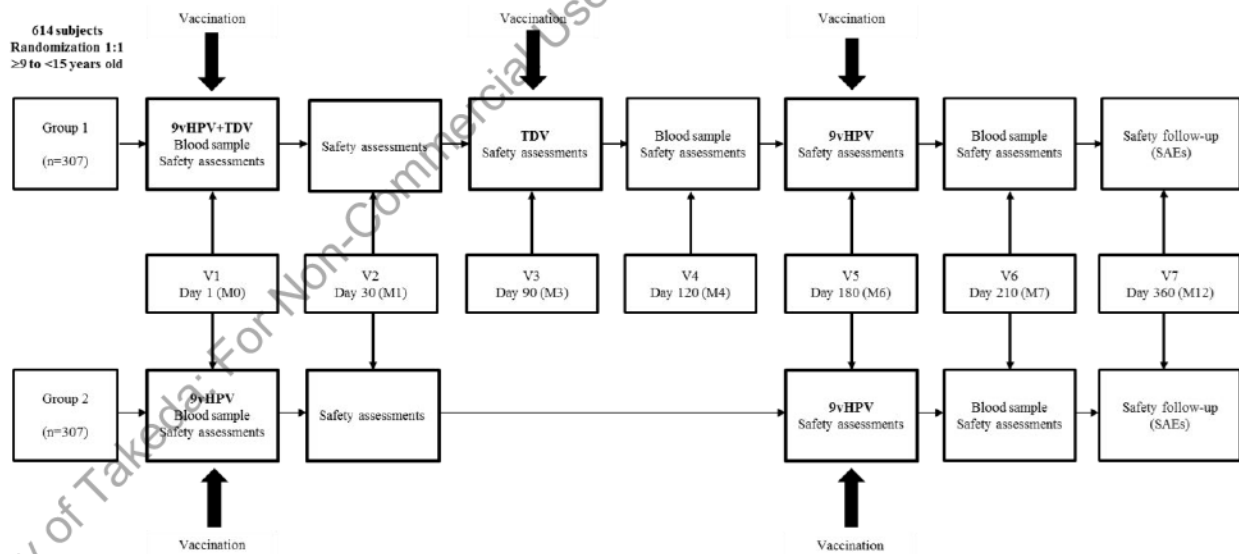 Vaccination
Vaccination
Vaccination
614 subjects
Randomization 1:1
≥9 to <15 years old
Group 1
(n=307)
9vHPV+TDV
Blood sample
Safety assessments
Safety assessments
TDV
Safety assessments
Blood sample
Safety assessments
9vHPV
Safety assessments
Blood sample
Safety assessments
Safety follow-up
(SAEs)
V1
Day 1 (M0)
V2
Day 30 (M1)
V3
Day 90 (M3)
V4
Day 120 (M4)
V5
Day 180 (M6)
V6
Day 210 (M7)
V7
Day 360 (M12)
Group 2
(n=307)
9vHPV
Blood sample
Safety assessments
Safety assessments
9vHPV
Safety assessments
Blood sample
Safety assessments
Safety follow-up
(SAEs)
Vaccination
Vaccination
of Takeda: For Non-Commercial Use